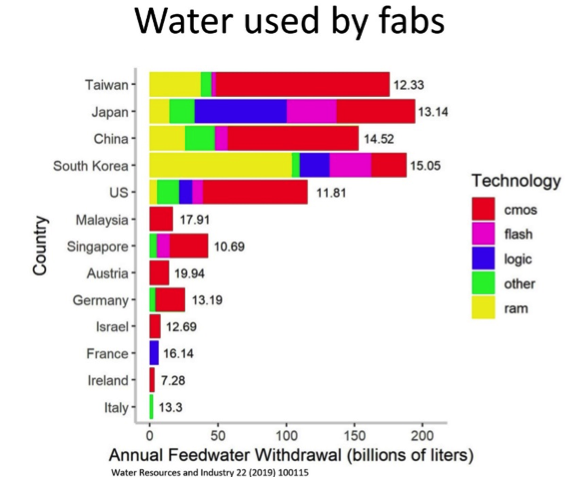 Water used by fabs
Taiwan 12.33
Japan 13.14
China 14.52
South Korea 15.05
US 11.81
Malaysia 17.91
Singapore 10.69
Austria 19.94
Germany 13.19
Israel 12.69
France 16.14
Ireland 7.28
Italy 13.3
Country
0 50 100 150 200
Annual Feedwater Withdrawal (billions of liters)
Technology
cmos
flash
logic
other
ram
Water Resources and Industry 22 (2019) 100115